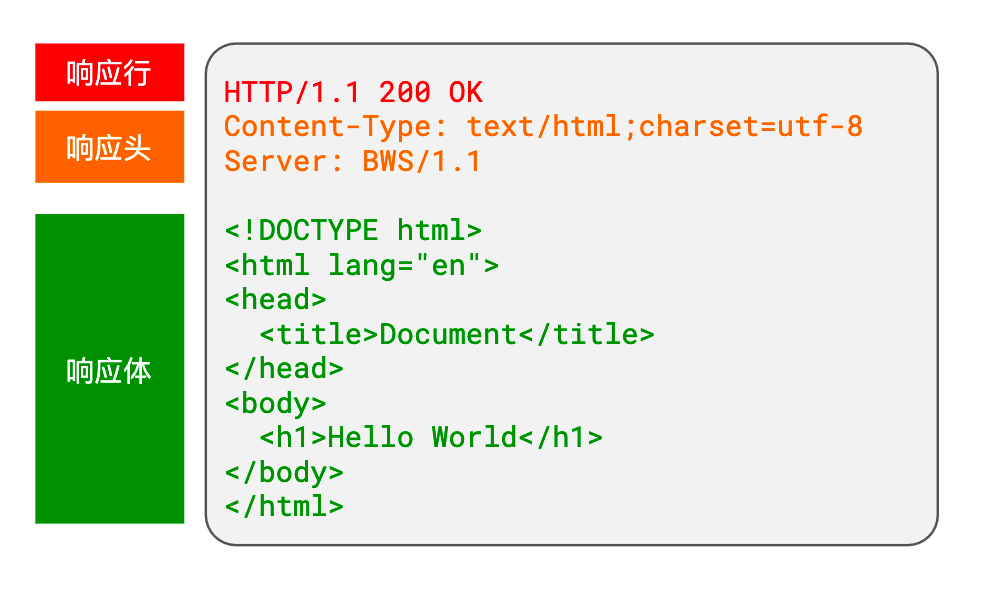 响应行
HTTP/1.1 200 OK
响应头
Content-Type: text/html;charset=utf-8
Server: BWS/1.1
响应体
<!DOCTYPE html>
<html lang="en">
<head>
  <title>Document</title>
</head>
<body>
  <h1>Hello World</h1>
</body>
</html>